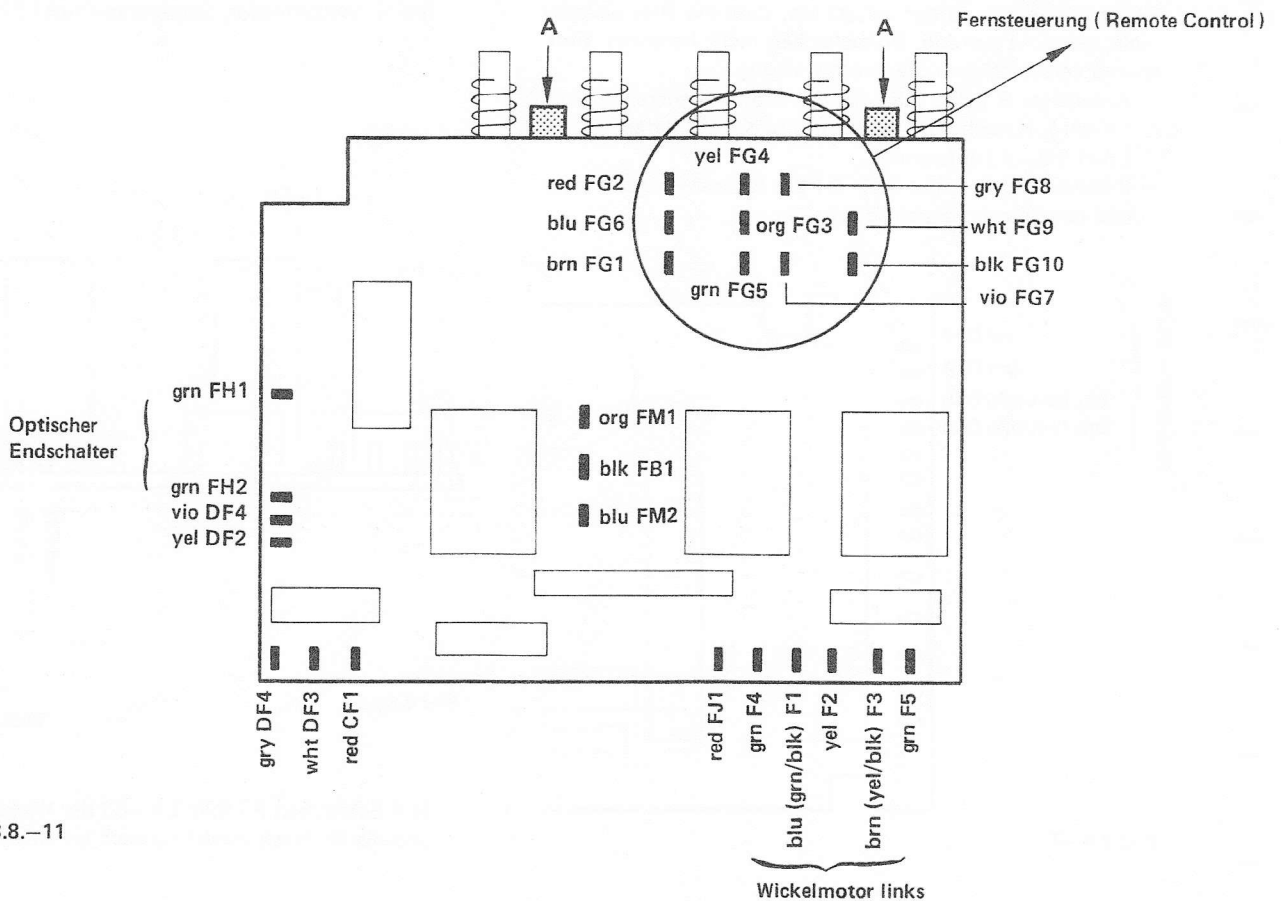 Fernsteuerung ( Remote Control )
A
A
yel FG4
red FG2
gry FG8
blu FG6
org FG3
wht FG9
brn FG1
blk FG10
grn FG5
vio FG7
grn FH1
Optischer
Endschalter
org FM1
blk FB1
grn FH2
vio DF4
blu FM2
yel DF2
gry DF4
wht DF3
red CF1
red FJ1
grn F4
blu (grn/blk) F1
yel F2
brn (yel/blk) F3
grn F5
.8.–11
Wickelmotor links